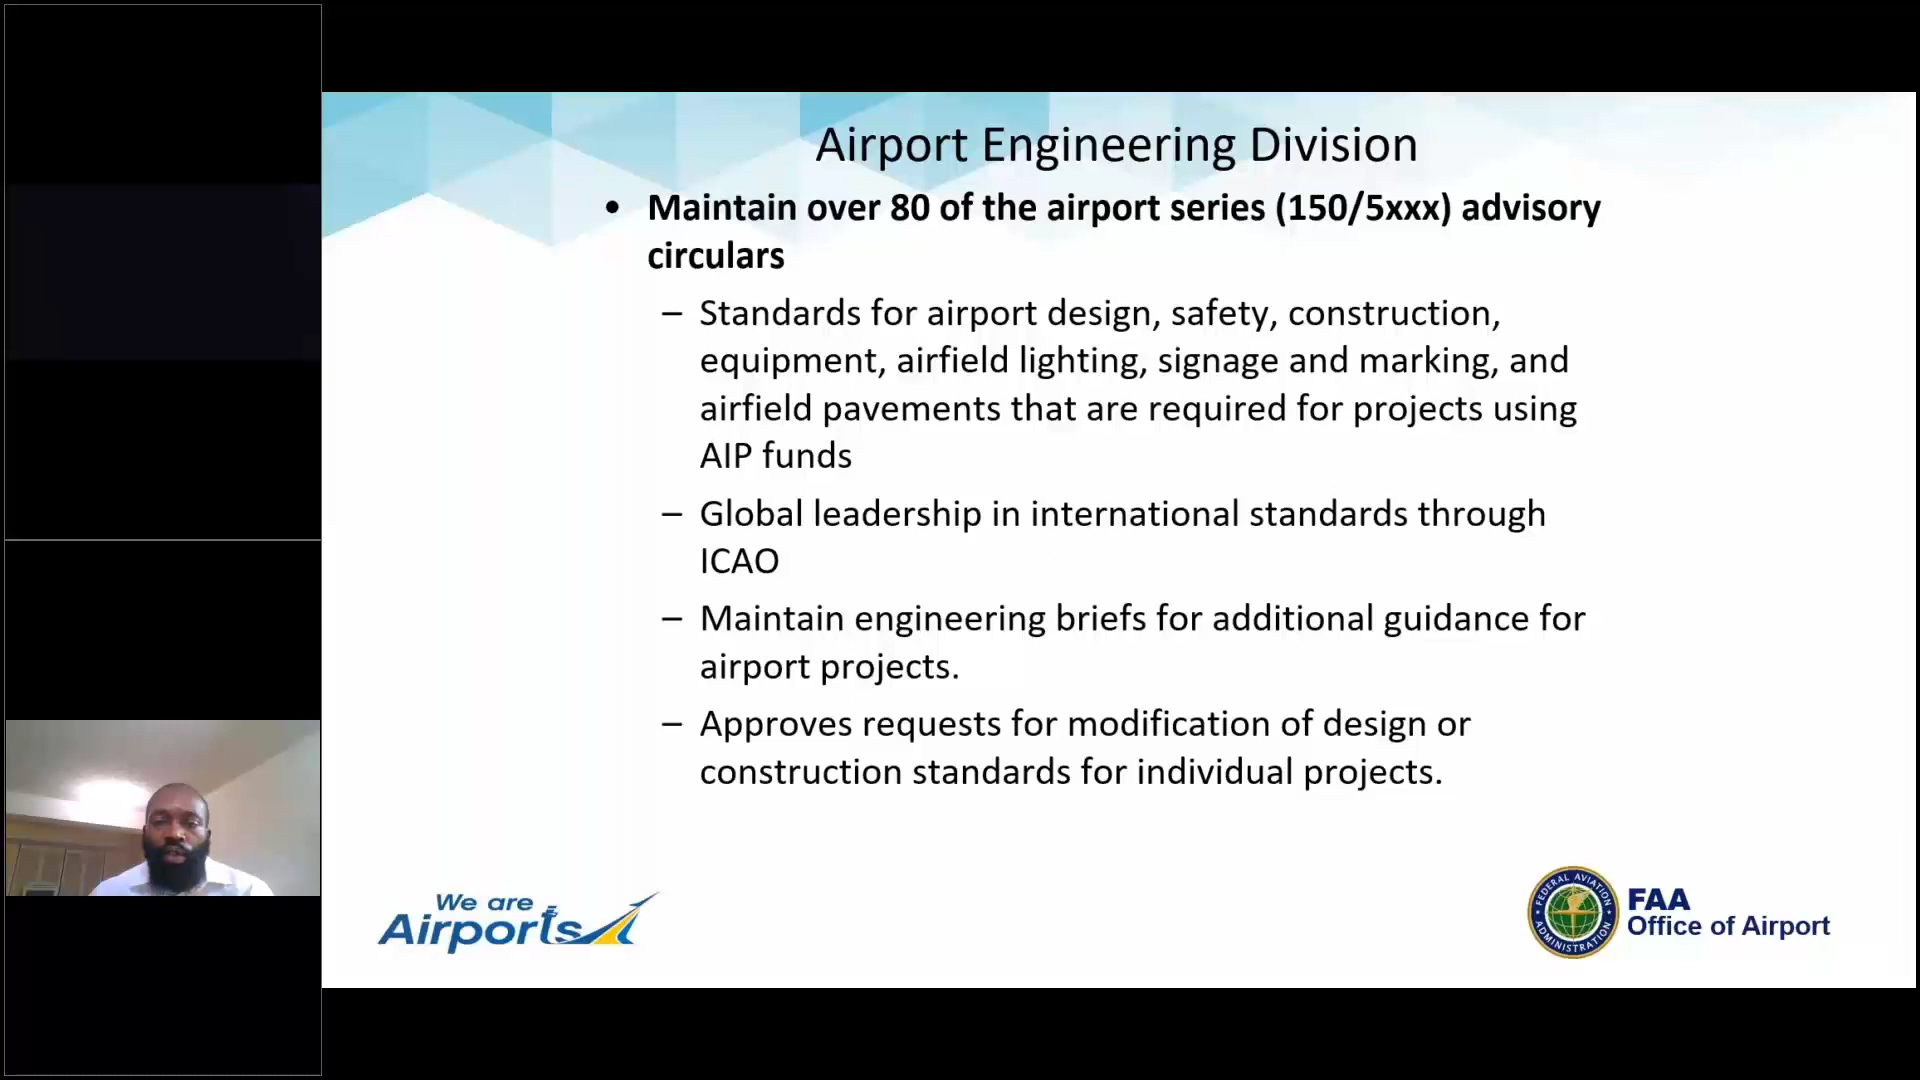 Airport Engineering Division
• Maintain over 80 of the airport series (150/5xxx) advisory
circulars
– Standards for airport design, safety, construction,
equipment, airfield lighting, signage and marking, and
airfield pavements that are required for projects using
AIP funds
– Global leadership in international standards through
ICAO
– Maintain engineering briefs for additional guidance for
airport projects.
– Approves requests for modification of design or
construction standards for individual projects.
We are
Airports
FEDERAL AVIATION
ADMINISTRATION
FAA
Office of Airport